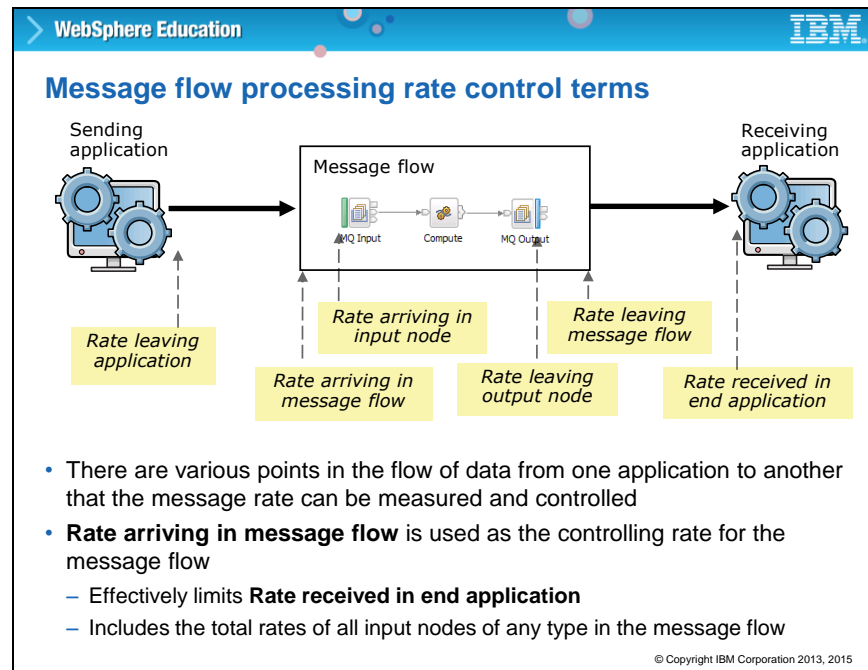 WebSphere Education
IBM
Message flow processing rate control terms
Sending
application
Receiving
application
Message flow
MQ Input
Compute
MQ Output
Rate leaving
application
Rate arriving in
input node
Rate arriving in
message flow
Rate leaving
output node
Rate leaving
message flow
Rate received in
end application
• There are various points in the flow of data from one application to another
that the message rate can be measured and controlled
• Rate arriving in message flow is used as the controlling rate for the
message flow
– Effectively limits Rate received in end application
– Includes the total rates of all input nodes of any type in the message flow
© Copyright IBM Corporation 2013, 2015